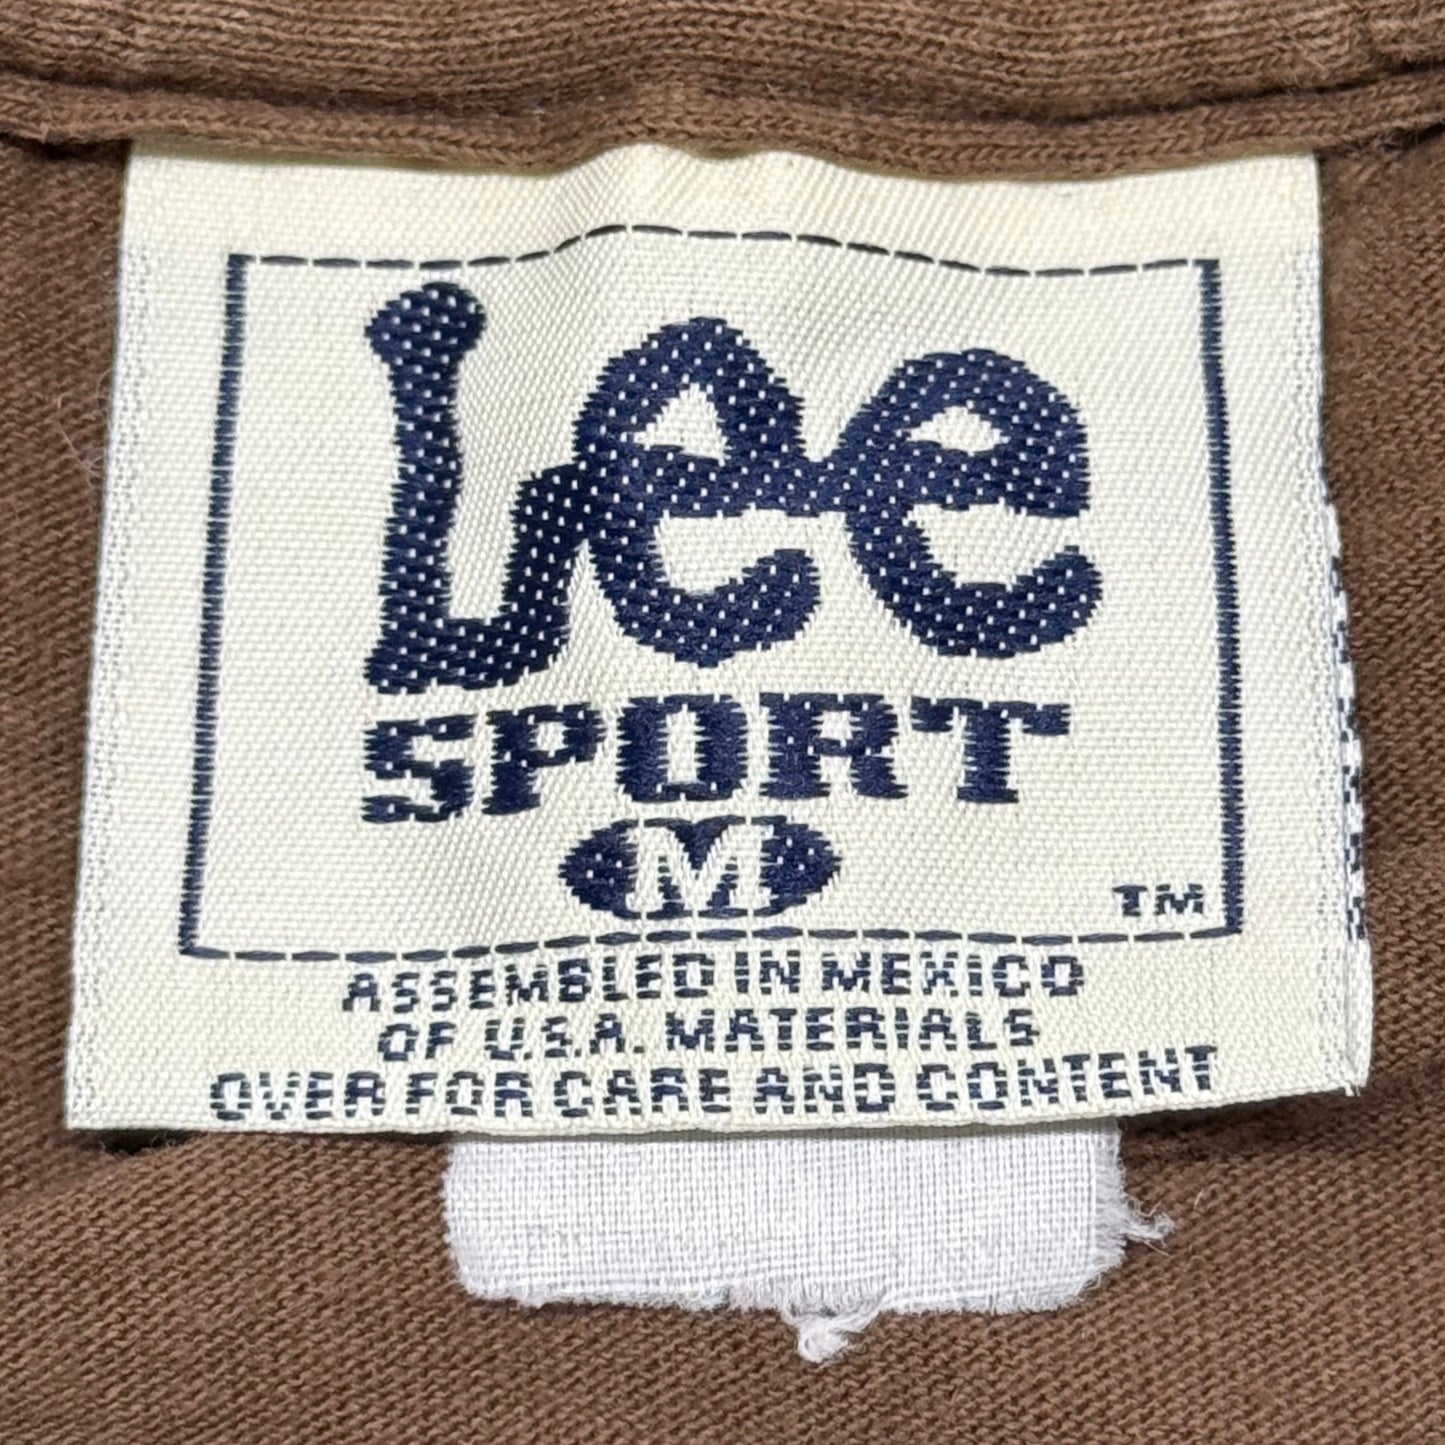 Lee
SPORT
M
TM
ASSEMBLED IN MEXICO
OF U.S.A. MATERIALS
OVER FOR CARE AND CONTENT